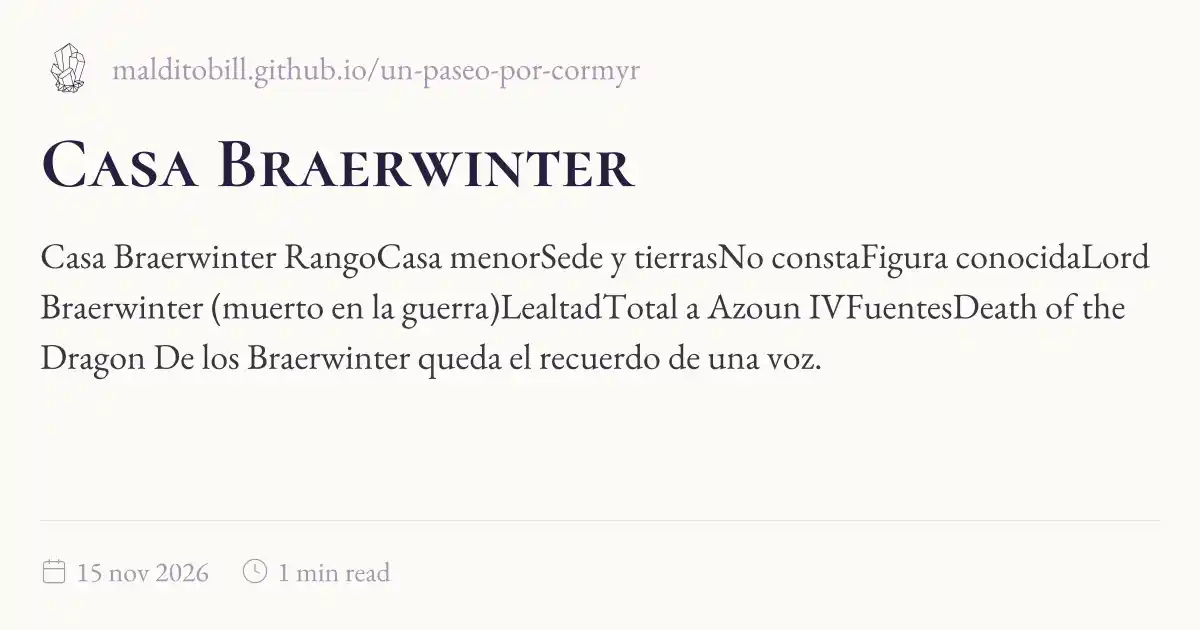 malditobill.github.io/un-paseo-por-cormyr
Casa Braerwinter
Casa Braerwinter RangoCasa menorSede y tierrasNo constaFigura conocidaLord
Braerwinter (muerto en la guerra)LealtadTotal a Azoun IVFuentesDeath of the
Dragon De los Braerwinter queda el recuerdo de una voz.
15 nov 2026 1 min read